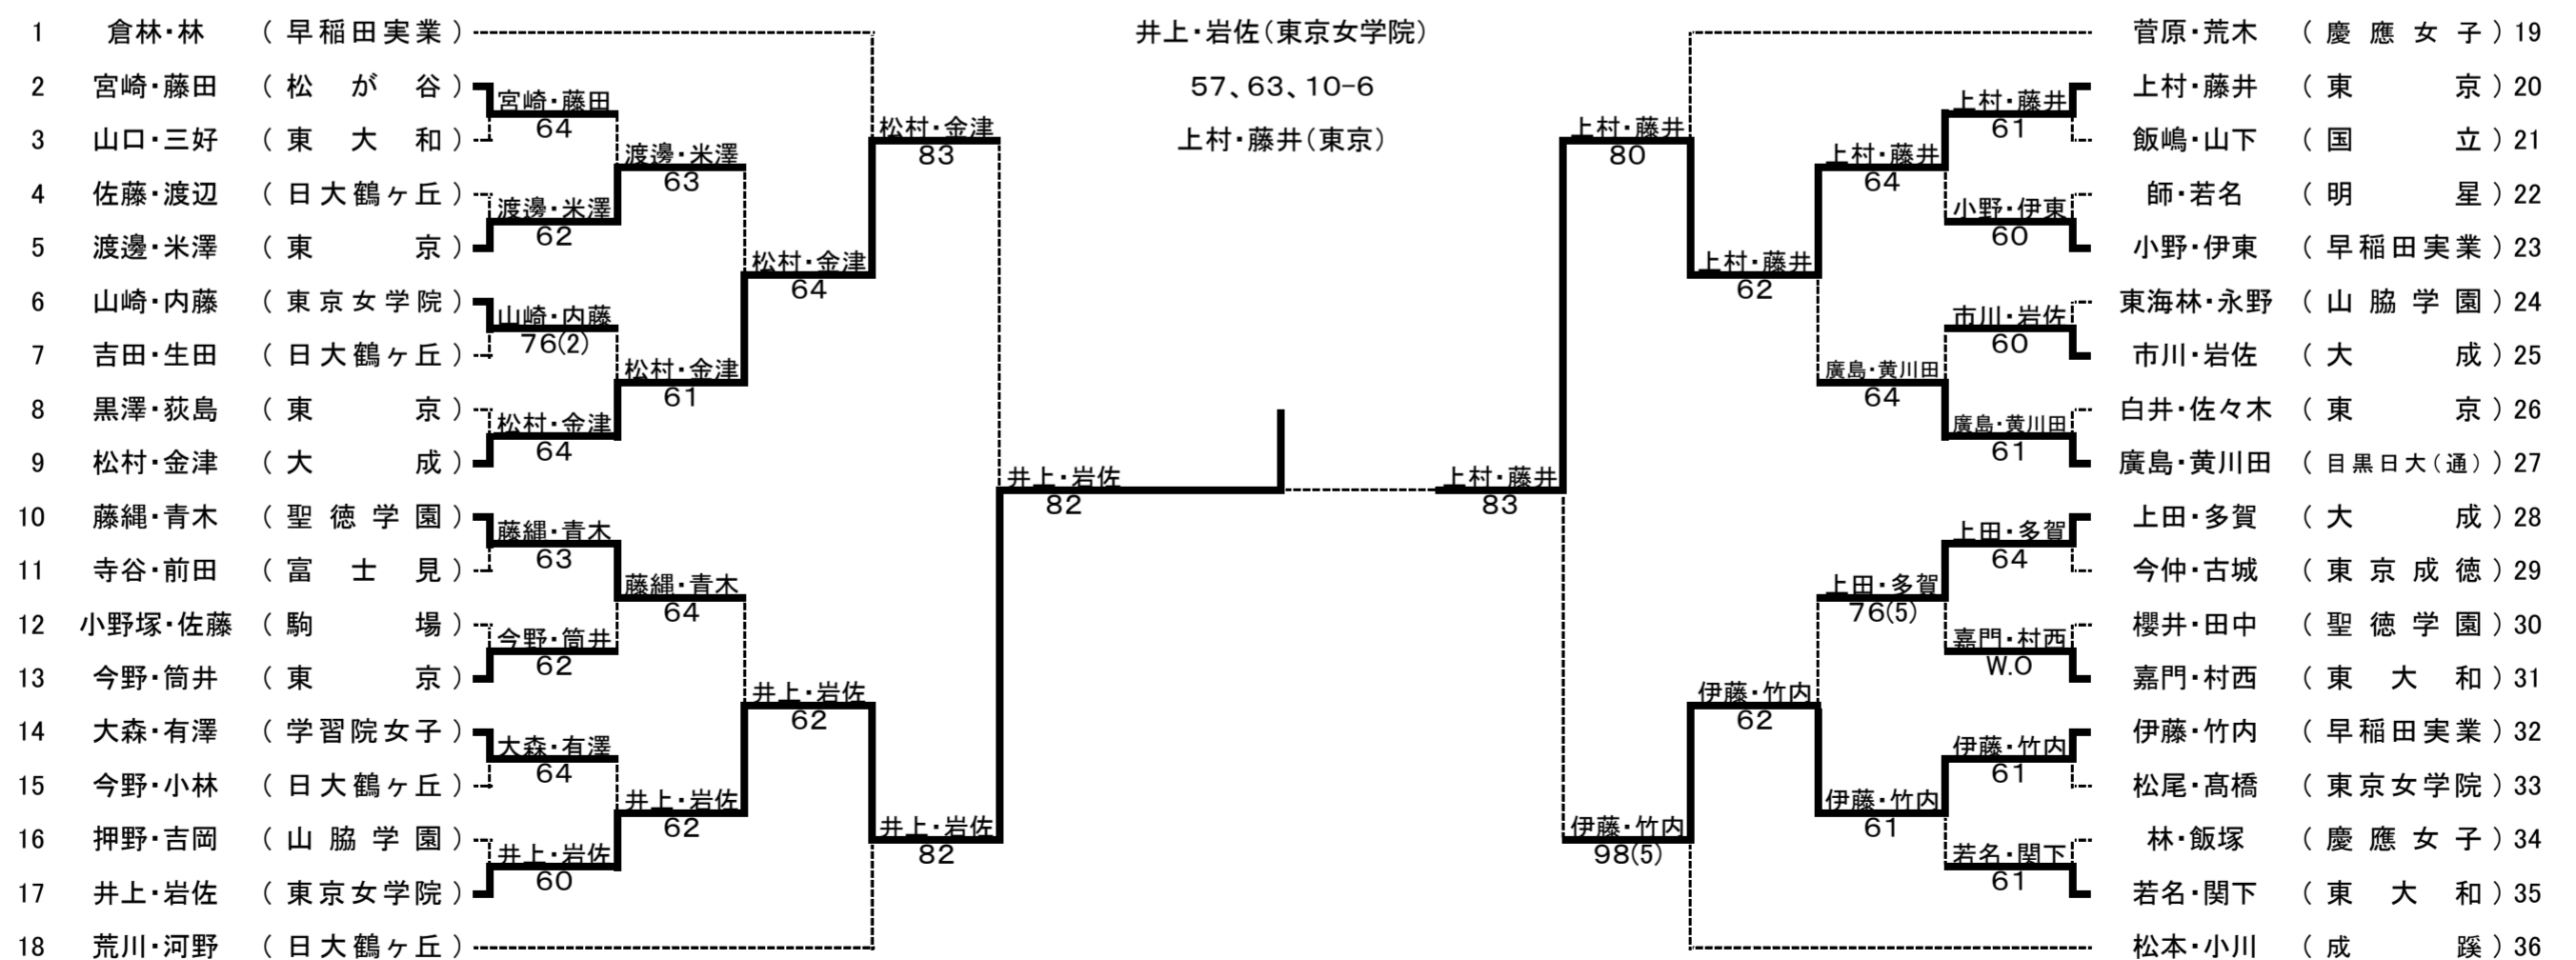 1 倉林・林 (早稲田実業)
2 宮崎・藤田 (松が谷)
3 山口・三好 (東大和)
4 佐藤・渡辺 (日大鶴ヶ丘)
5 渡邊・米澤 (東京)
6 山崎・内藤 (東京女学院)
7 吉田・生田 (日大鶴ヶ丘)
8 黒澤・荻島 (東京)
9 松村・金津 (大成)
10 藤縄・青木 (聖徳学園)
11 寺谷・前田 (富士見)
12 小野塚・佐藤 (駒場)
13 今野・筒井 (東京)
14 大森・有澤 (学習院女子)
15 今野・小林 (日大鶴ヶ丘)
16 押野・吉岡 (山脇学園)
17 井上・岩佐 (東京女学院)
18 荒川・河野 (日大鶴ヶ丘)
宮崎・藤田
64
渡邊・米澤
62
山崎・内藤
76(2)
松村・金津
64
藤縄・青木
63
今野・筒井
62
大森・有澤
64
井上・岩佐
60
渡邊・米澤
63
松村・金津
61
藤縄・青木
64
井上・岩佐
62
松村・金津
64
井上・岩佐
62
松村・金津
83
井上・岩佐
82
井上・岩佐
82
井上・岩佐(東京女学院)
57、63、10-6
上村・藤井(東京)
上村・藤井
83
上村・藤井
80
伊藤・竹内
98(5)
上村・藤井
62
伊藤・竹内
62
上村・藤井
64
廣島・黄川田
64
上田・多賀
76(5)
伊藤・竹内
61
上村・藤井
61
小野・伊東
60
市川・岩佐
60
廣島・黄川田
61
上田・多賀
64
嘉門・村西
W.O
伊藤・竹内
61
若名・関下
61
菅原・荒木 (慶應女子) 19
上村・藤井 (東京) 20
飯嶋・山下 (国立) 21
師・若名 (明星) 22
小野・伊東 (早稲田実業) 23
東海林・永野 (山脇学園) 24
市川・岩佐 (大成) 25
白井・佐々木 (東京) 26
廣島・黄川田 (目黒日大(通)) 27
上田・多賀 (大成) 28
今仲・古城 (東京成徳) 29
櫻井・田中 (聖徳学園) 30
嘉門・村西 (東大和) 31
伊藤・竹内 (早稲田実業) 32
松尾・髙橋 (東京女学院) 33
林・飯塚 (慶應女子) 34
若名・関下 (東大和) 35
松本・小川 (成蹊) 36